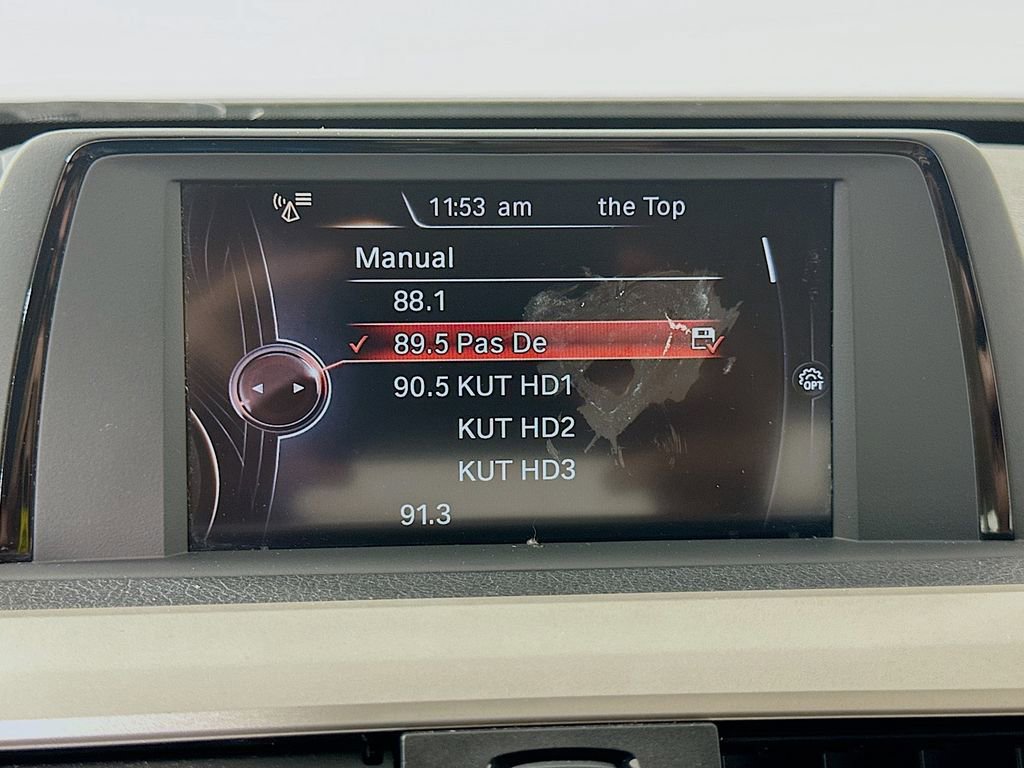 11:53 am the Top
Manual
88.1
89.5 Pas De
90.5 KUT HD1
OPT
KUT HD2
KUT HD3
91.3